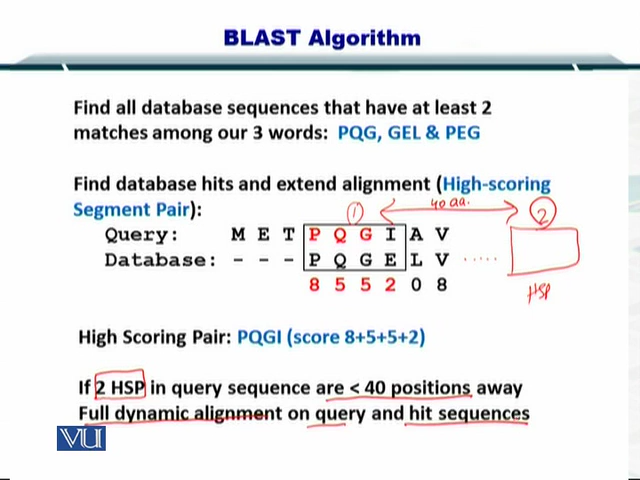 BLAST Algorithm
Find all database sequences that have at least 2
matches among our 3 words: PQG, GEL & PEG
Find database hits and extend alignment (High-scoring
Segment Pair):
① 40 aa. ②
Query: M E T P Q G I A V
Database: - - - P Q G E L V ·····
8 5 5 2 0 8
HSP
High Scoring Pair: PQGI (score 8+5+5+2)
If 2 HSP in query sequence are < 40 positions away
Full dynamic alignment on query and hit sequences
VU